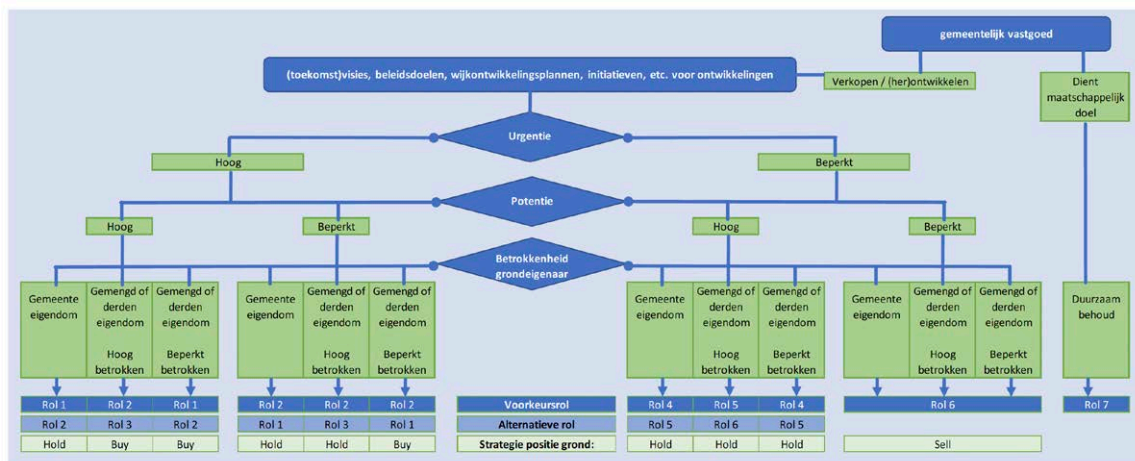 gemeentelijk vastgoed
(toekomst)visies, beleidsdoelen, wijkontwikkelingsplannen, initiatieven, etc. voor ontwikkelingen
Verkopen / (her)ontwikkelen
Dient
maatschappelijk
doel
Urgentie
Hoog
Beperkt
Potentie
Hoog
Beperkt
Hoog
Beperkt
Betrokkenheid
grondeigenaar
Gemeente
eigendom
Gemengd of
derden
eigendom
Hoog
betrokken
Gemengd of
derden
eigendom
Beperkt
betrokken
Gemeente
eigendom
Gemengd of
derden
eigendom
Hoog
betrokken
Gemengd of
derden
eigendom
Beperkt
betrokken
Gemeente
eigendom
Gemengd of
derden
eigendom
Hoog
betrokken
Gemengd of
derden
eigendom
Beperkt
betrokken
Gemeente
eigendom
Gemengd of
derden
eigendom
Hoog
betrokken
Gemengd of
derden
eigendom
Beperkt
betrokken
Duurzaam
behoud
Rol 1 Rol 2 Rol 1 Rol 2 Rol 2 Rol 2 Voorkeursrol Rol 4 Rol 5 Rol 4 Rol 6 Rol 7
Rol 2 Rol 3 Rol 2 Rol 1 Rol 3 Rol 1 Alternatieve rol Rol 5 Rol 6 Rol 5
Hold Buy Buy Hold Hold Buy Strategie positie grond: Hold Hold Hold Sell